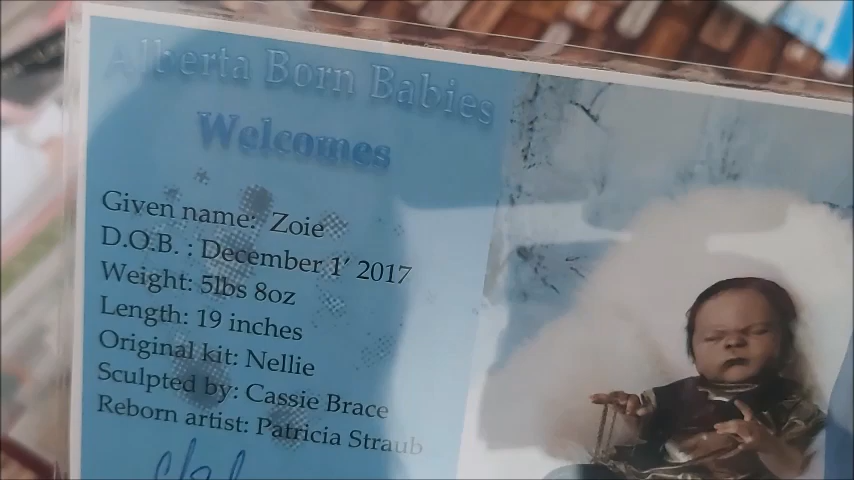 Alberta Born Babies
Welcomes
Given name: Zoie
D.O.B. : December 1' 2017
Weight: 5lbs 8oz
Length: 19 inches
Original kit: Nellie
Sculpted by: Cassie Brace
Reborn artist: Patricia Straub